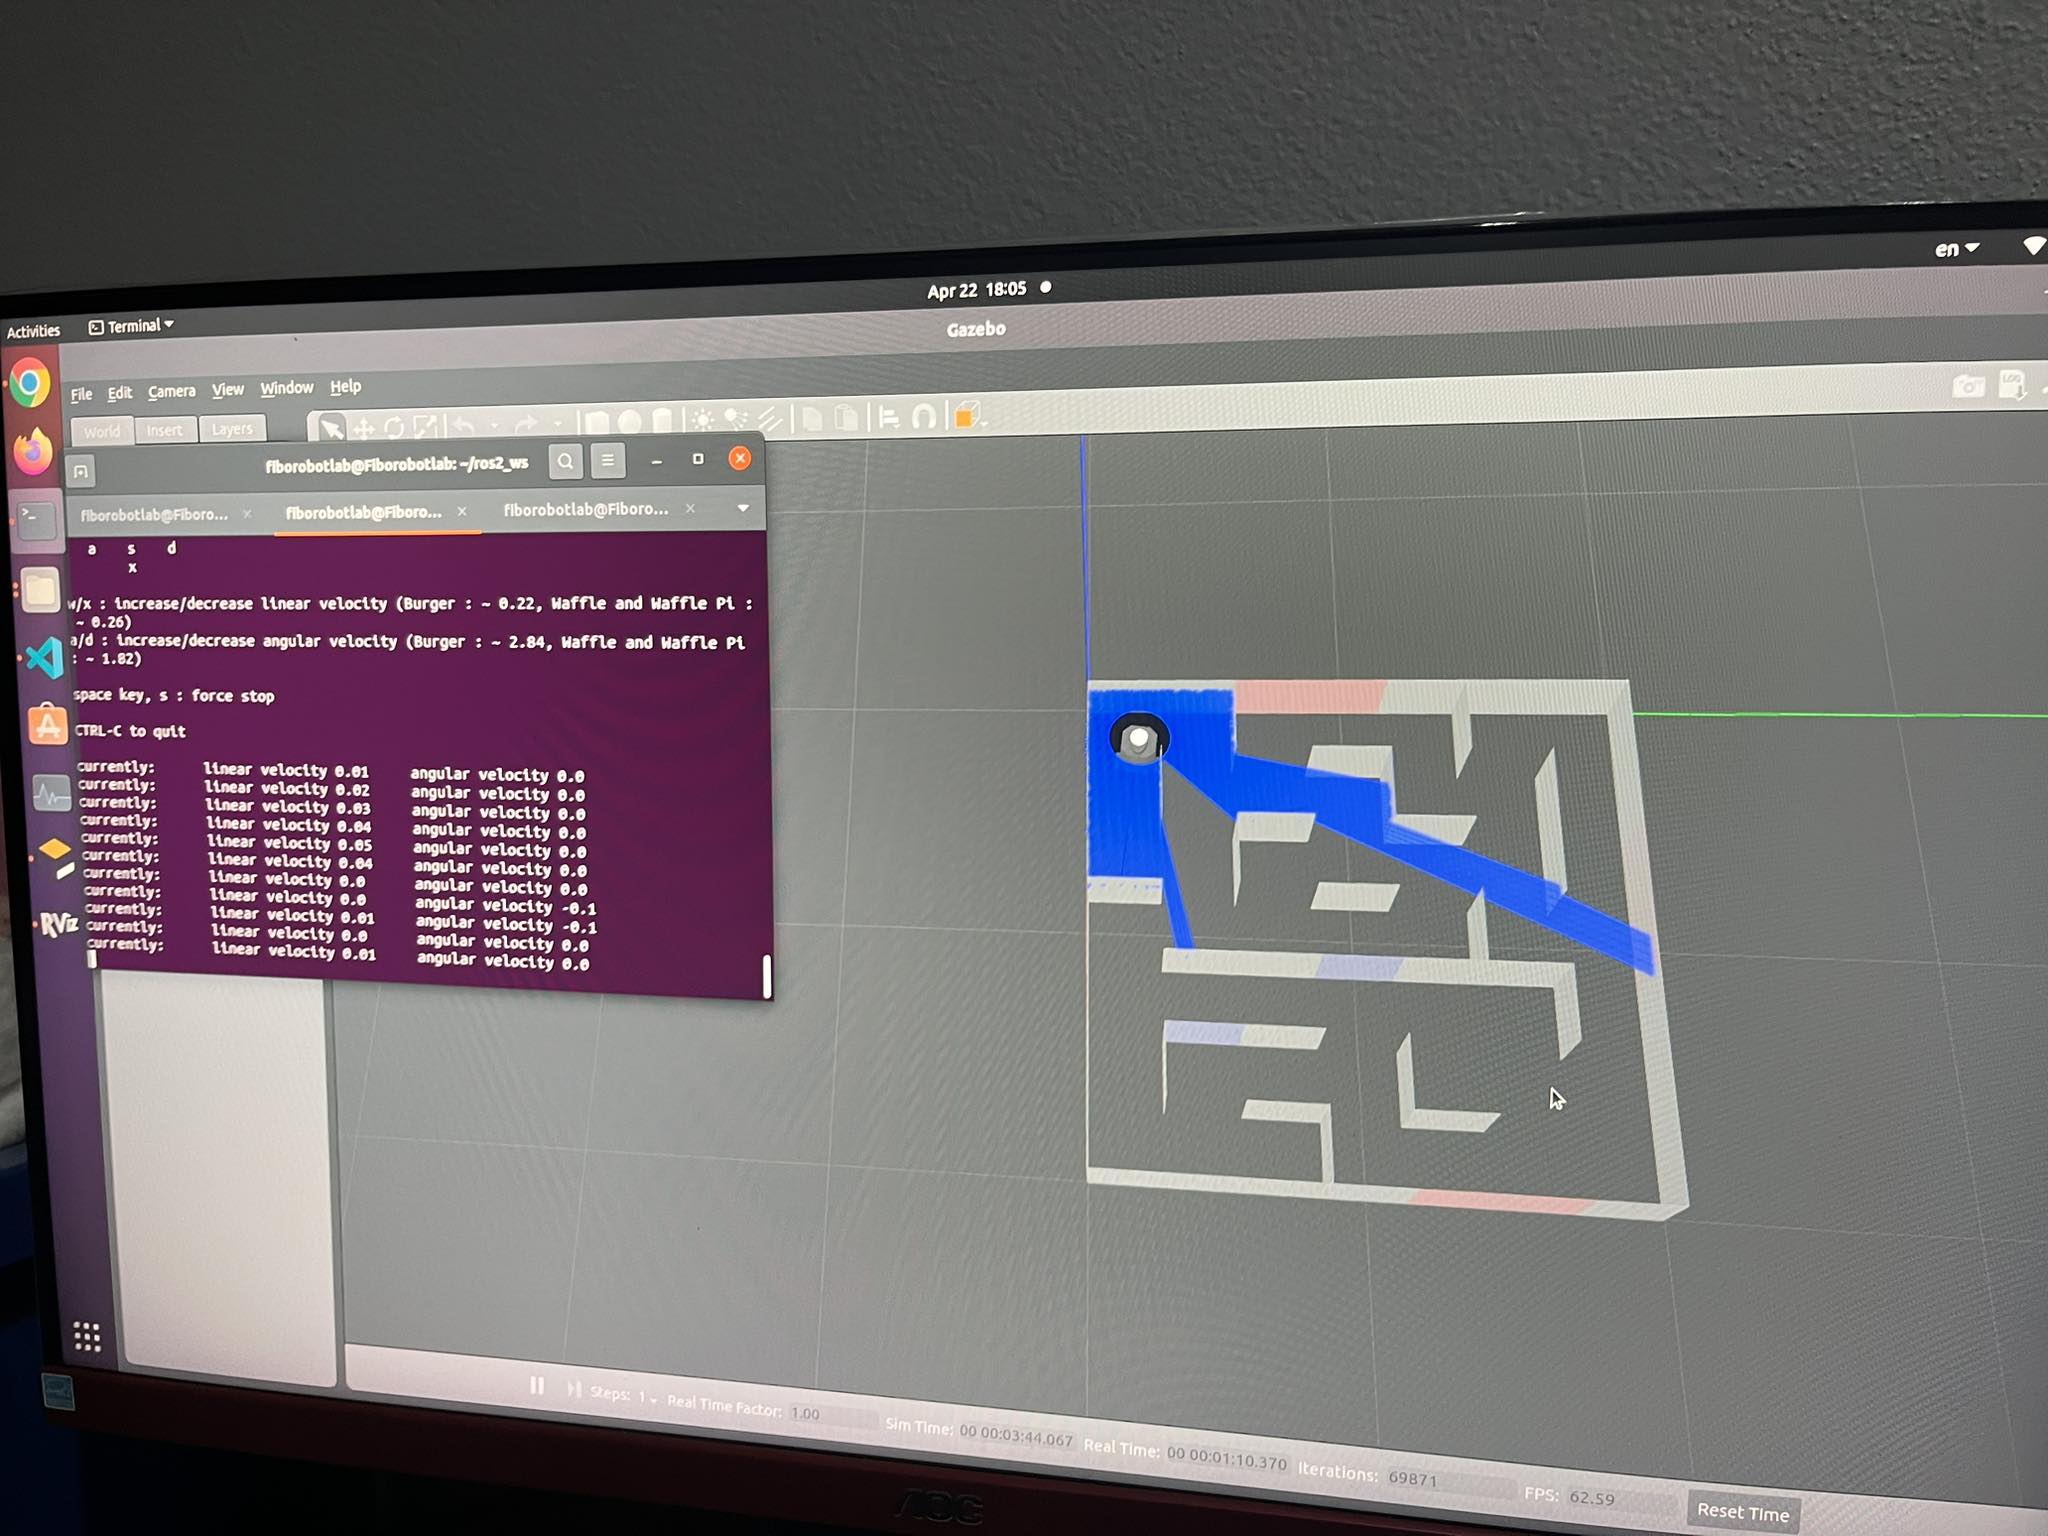 Apr 22 18:05
en
Activities
Terminal
Gazebo
File Edit Camera View Window Help
World Insert Layers
LOG
fiborobotlab@Fiborobotlab: ~/ros2_ws
fiborobotlab@Fiboro...
fiborobotlab@Fiboro...
fiborobotlab@Fiboro...
a s d
x
w/x : increase/decrease linear velocity (Burger : ~ 0.22, Waffle and Waffle Pi :
~ 0.26)
a/d : increase/decrease angular velocity (Burger : ~ 2.84, Waffle and Waffle Pi
: ~ 1.82)
space key, s : force stop
CTRL-C to quit
currently: linear velocity 0.01 angular velocity 0.0
currently: linear velocity 0.02 angular velocity 0.0
currently: linear velocity 0.03 angular velocity 0.0
currently: linear velocity 0.04 angular velocity 0.0
currently: linear velocity 0.05 angular velocity 0.0
currently: linear velocity 0.04 angular velocity 0.0
currently: linear velocity 0.0 angular velocity 0.0
currently: linear velocity 0.0 angular velocity -0.1
currently: linear velocity 0.01 angular velocity -0.1
currently: linear velocity 0.0 angular velocity 0.0
currently: linear velocity 0.01 angular velocity 0.0
RViz
Steps: 1 Real Time Factor: 1.00 Sim Time: 00 00:03:44.067 Real Time: 00 00:01:10.370 Iterations: 69871 FPS: 62.59 Reset Time
AOC